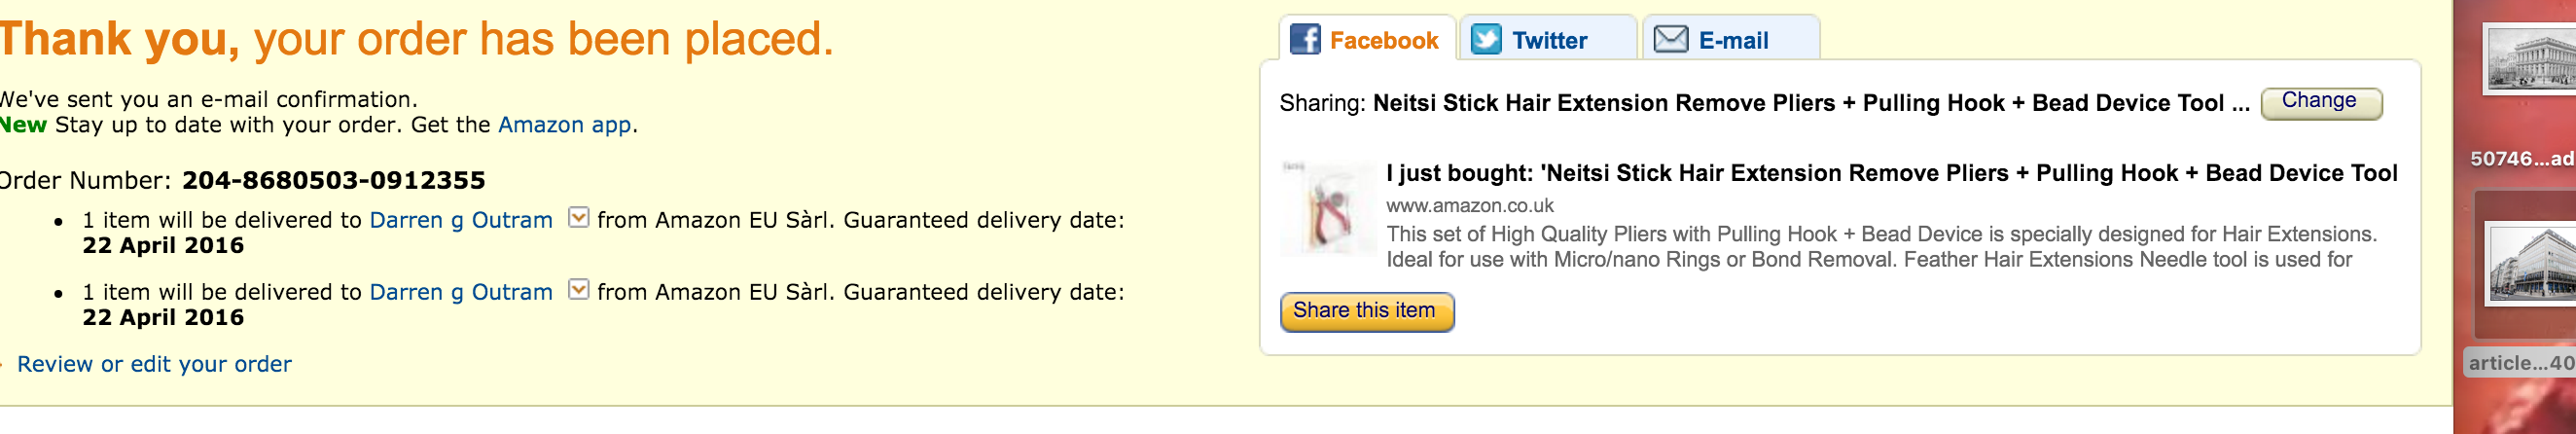 Thank you, your order has been placed.
We've sent you an e-mail confirmation.
New Stay up to date with your order. Get the Amazon app.
Order Number: 204-8680503-0912355
• 1 item will be delivered to Darren g Outram from Amazon EU Sàrl. Guaranteed delivery date:
22 April 2016
• 1 item will be delivered to Darren g Outram from Amazon EU Sàrl. Guaranteed delivery date:
22 April 2016
Review or edit your order
Facebook
Twitter
E-mail
Sharing: Neitsi Stick Hair Extension Remove Pliers + Pulling Hook + Bead Device Tool ...
Change
I just bought: 'Neitsi Stick Hair Extension Remove Pliers + Pulling Hook + Bead Device Tool
www.amazon.co.uk
This set of High Quality Pliers with Pulling Hook + Bead Device is specially designed for Hair Extensions.
Ideal for use with Micro/nano Rings or Bond Removal. Feather Hair Extensions Needle tool is used for
Share this item
50746...ad
article...40